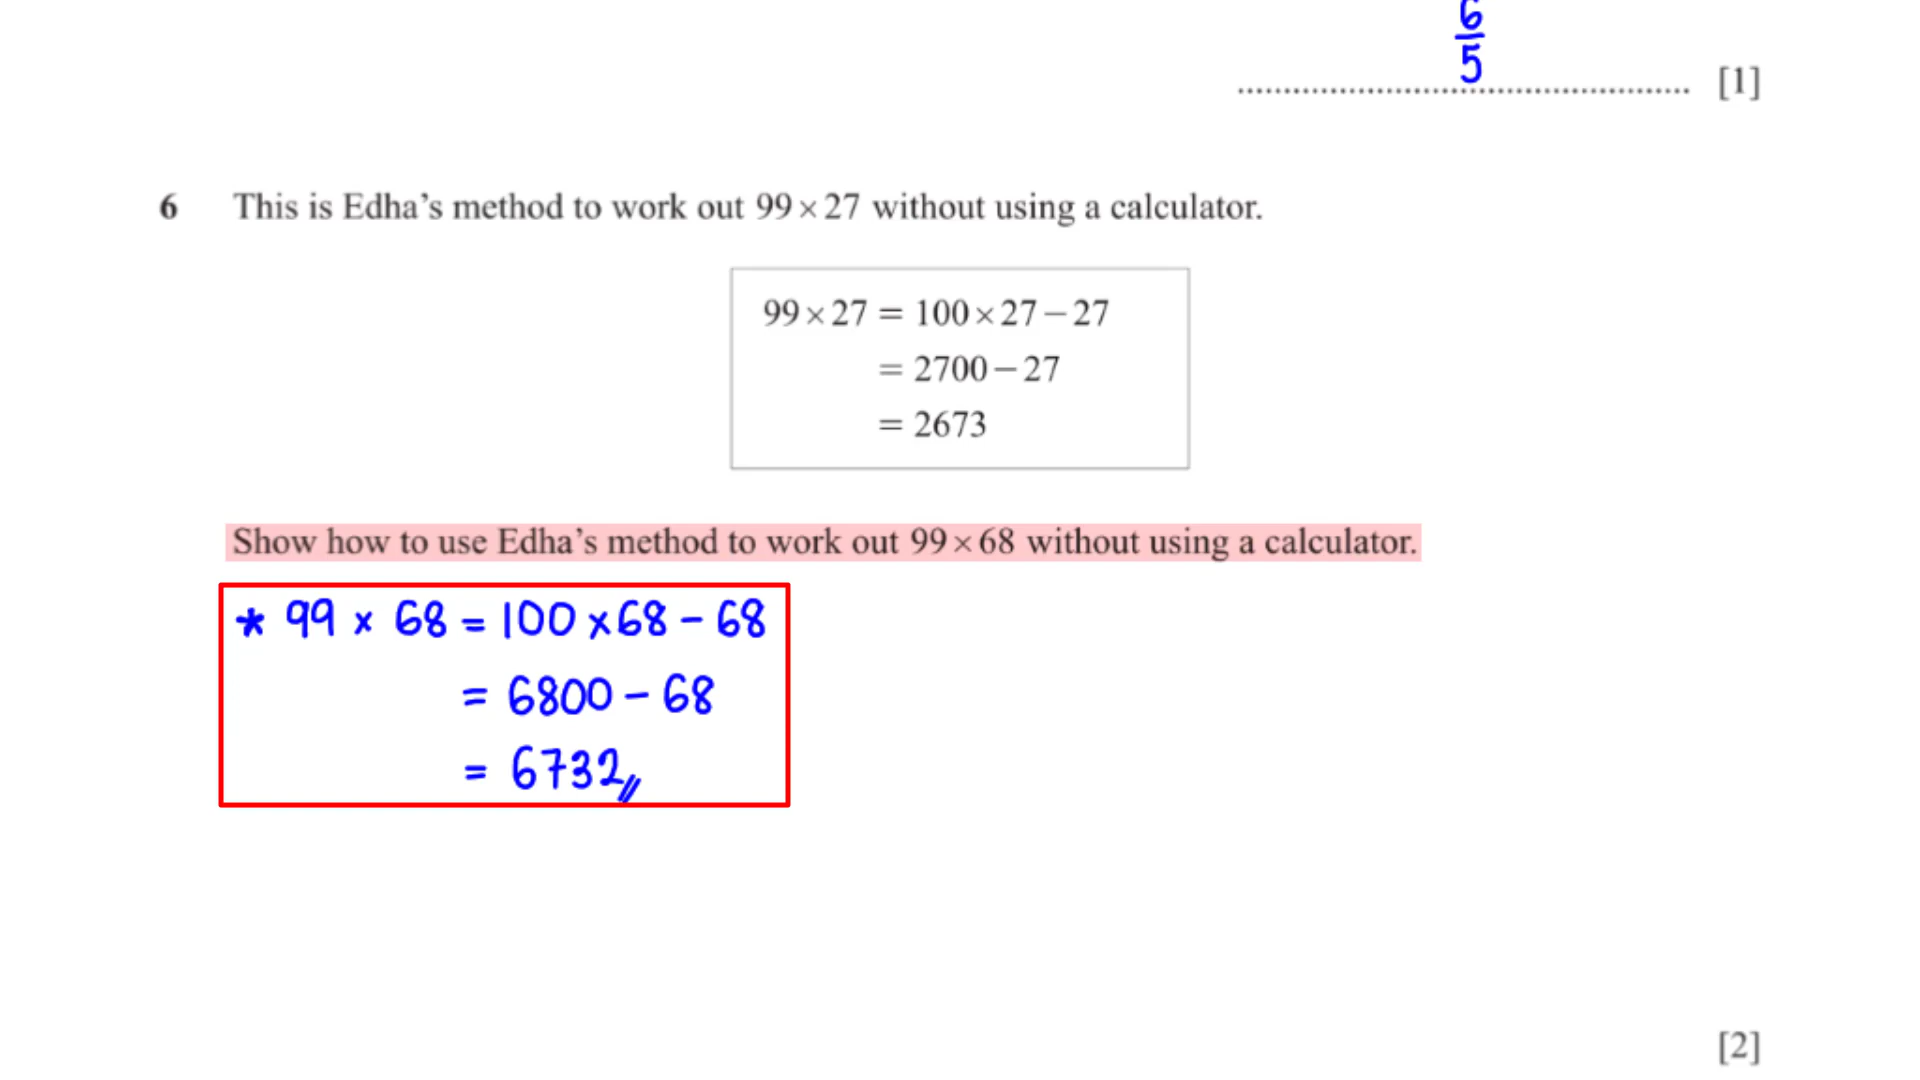 6
5
.................................................. [1]
6 This is Edha's method to work out 99 × 27 without using a calculator.
99 × 27 = 100 × 27 − 27
= 2700 − 27
= 2673
Show how to use Edha's method to work out 99 × 68 without using a calculator.
* 99 × 68 = 100 × 68 − 68
= 6800 − 68
= 6732//
[2]